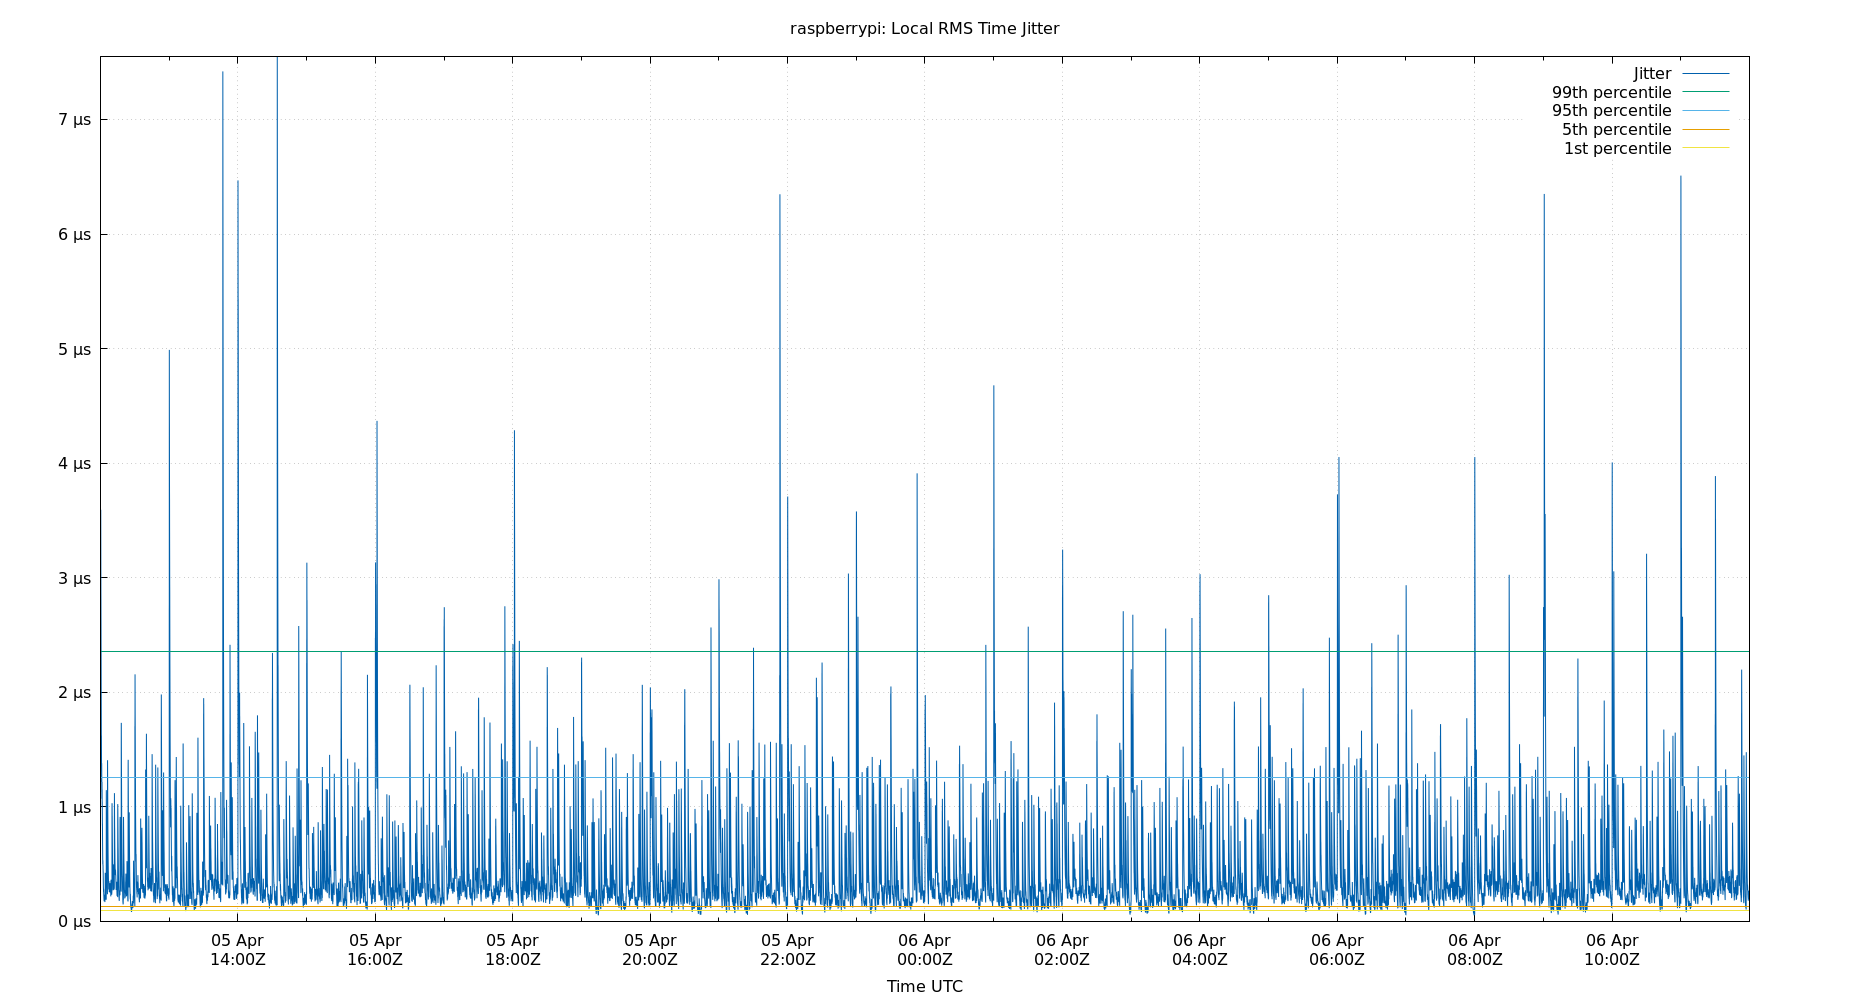 raspberrypi: Local RMS Time Jitter
Jitter
99th percentile
95th percentile
5th percentile
1st percentile
7 µs
6 µs
5 µs
4 µs
3 µs
2 µs
1 µs
0 µs
05 Apr 05 Apr 05 Apr 05 Apr 05 Apr 06 Apr 06 Apr 06 Apr 06 Apr 06 Apr 06 Apr
14:00Z 16:00Z 18:00Z 20:00Z 22:00Z 00:00Z 02:00Z 04:00Z 06:00Z 08:00Z 10:00Z
Time UTC